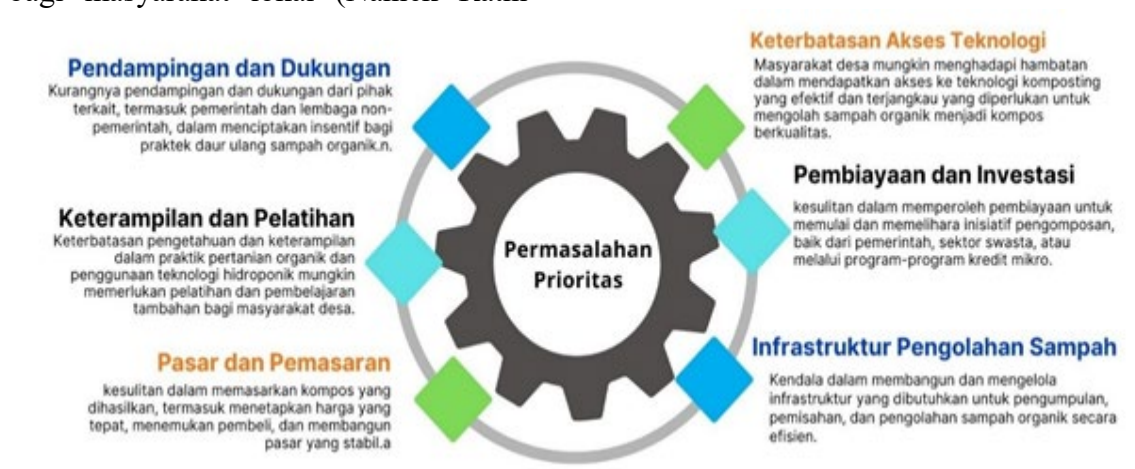 Pendampingan dan Dukungan
Kurangnya pendampingan dan dukungan dari pihak
terkait, termasuk pemerintah dan lembaga non-
pemerintah, dalam menciptakan insentif bagi
praktek daur ulang sampah organik.n.
Keterampilan dan Pelatihan
Keterbatasan pengetahuan dan keterampilan
dalam praktik pertanian organik dan
penggunaan teknologi hidroponik mungkin
memerlukan pelatihan dan pembelajaran
tambahan bagi masyarakat desa.
Pasar dan Pemasaran
kesulitan dalam memasarkan kompos yang
dihasilkan, termasuk menetapkan harga yang
tepat, menemukan pembeli, dan membangun
pasar yang stabil.a
Permasalahan
Prioritas
Keterbatasan Akses Teknologi
Masyarakat desa mungkin menghadapi hambatan
dalam mendapatkan akses ke teknologi komposting
yang efektif dan terjangkau yang diperlukan untuk
mengolah sampah organik menjadi kompos
berkualitas.
Pembiayaan dan Investasi
kesulitan dalam memperoleh pembiayaan untuk
memulai dan memelihara inisiatif pengomposan,
baik dari pemerintah, sektor swasta, atau
melalui program-program kredit mikro.
Infrastruktur Pengolahan Sampah
Kendala dalam membangun dan mengelola
infrastruktur yang dibutuhkan untuk pengumpulan,
pemisahan, dan pengolahan sampah organik secara
efisien.